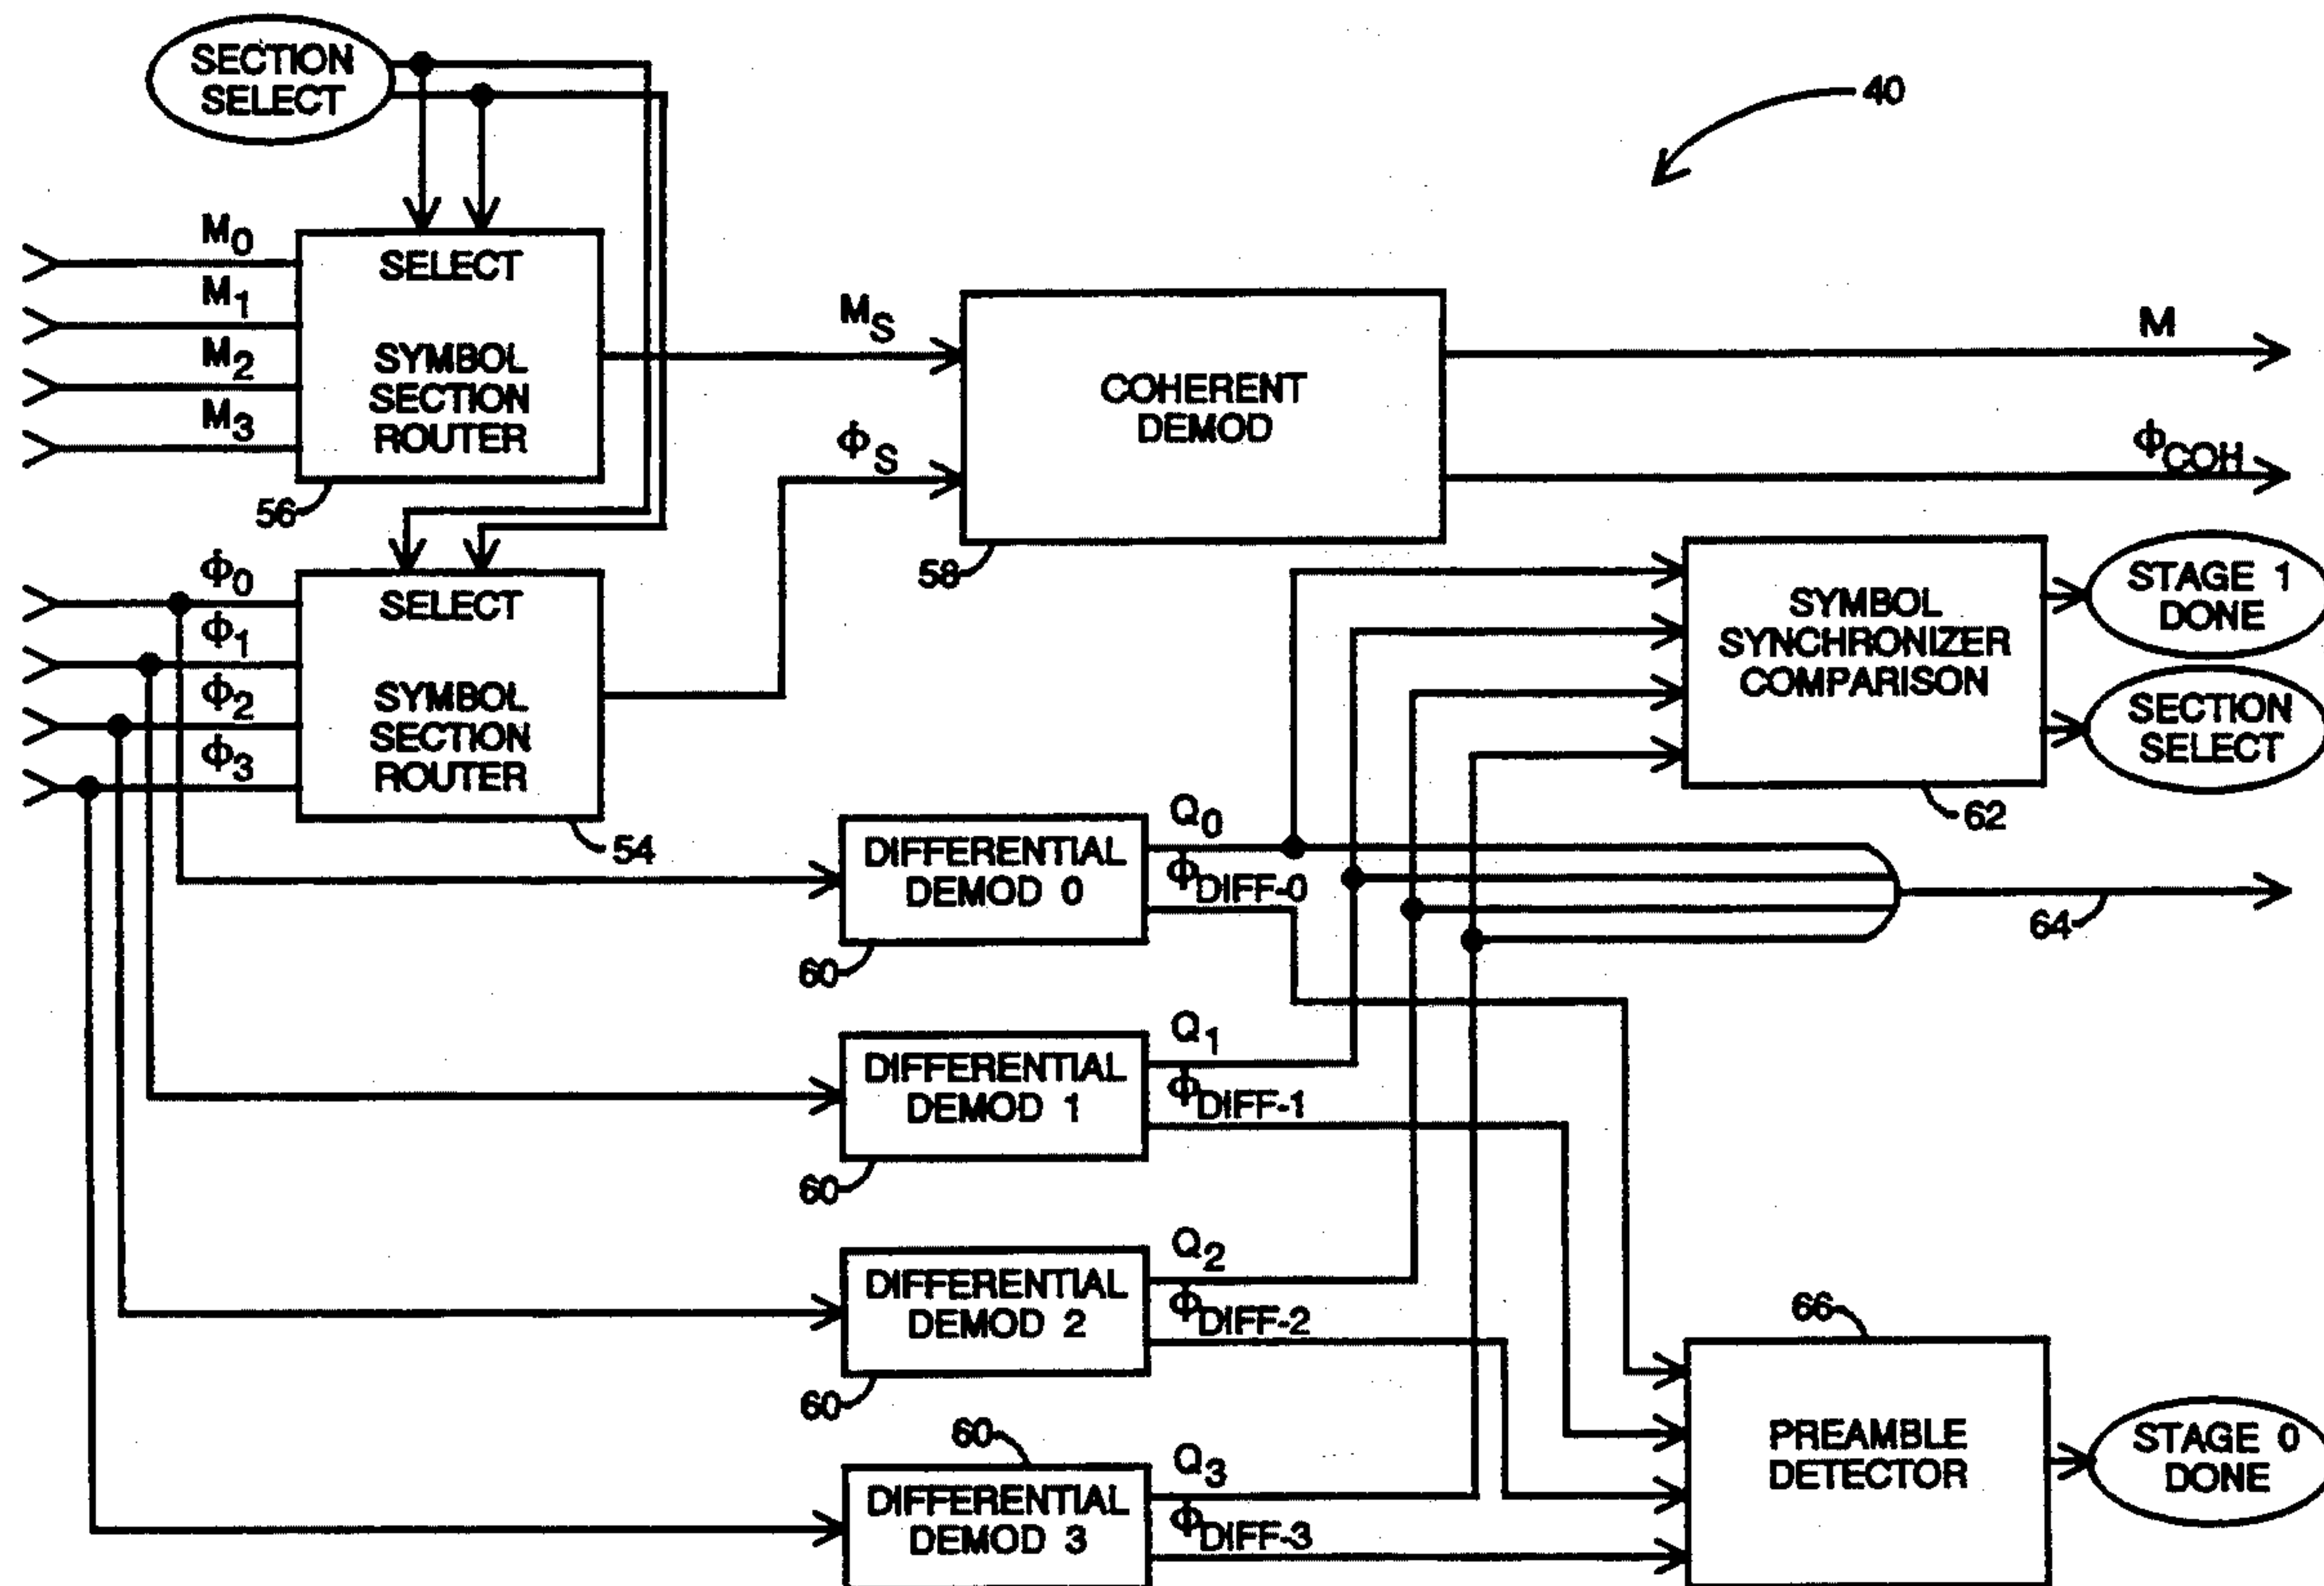 SECTION
SELECT
40
M0
M1
M2
M3
SELECT
SYMBOL
SECTION
ROUTER
56
MS
ΦS
COHERENT
DEMOD
58
M
ΦCOH
Φ0
Φ1
Φ2
Φ3
SELECT
SYMBOL
SECTION
ROUTER
54
SYMBOL
SYNCHRONIZER
COMPARISON
62
STAGE 1
DONE
SECTION
SELECT
DIFFERENTIAL
DEMOD 0
60
Q0
ΦDIFF-0
64
DIFFERENTIAL
DEMOD 1
60
Q1
ΦDIFF-1
DIFFERENTIAL
DEMOD 2
60
Q2
ΦDIFF-2
60
DIFFERENTIAL
DEMOD 3
Q3
ΦDIFF-3
66
PREAMBLE
DETECTOR
STAGE 0
DONE